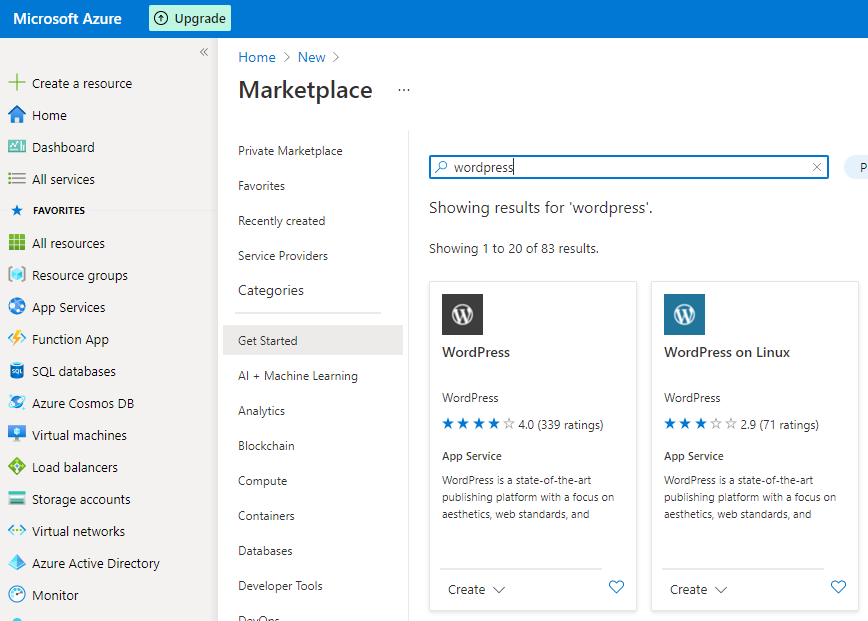 Microsoft Azure
Upgrade
«
Create a resource
Home
Dashboard
All services
FAVORITES
All resources
Resource groups
App Services
Function App
SQL databases
Azure Cosmos DB
Virtual machines
Load balancers
Storage accounts
Virtual networks
Azure Active Directory
Monitor
Home > New >
Marketplace ...
Private Marketplace
Favorites
Recently created
Service Providers
Categories
Get Started
AI + Machine Learning
Analytics
Blockchain
Compute
Containers
Databases
Developer Tools
DevOps
wordpress
P
Showing results for 'wordpress'.
Showing 1 to 20 of 83 results.
WordPress
WordPress
4.0 (339 ratings)
App Service
WordPress is a state-of-the-art
publishing platform with a focus on
aesthetics, web standards, and
Create
WordPress on Linux
WordPress
2.9 (71 ratings)
App Service
WordPress is a state-of-the-art
publishing platform with a focus on
aesthetics, web standards, and
Create